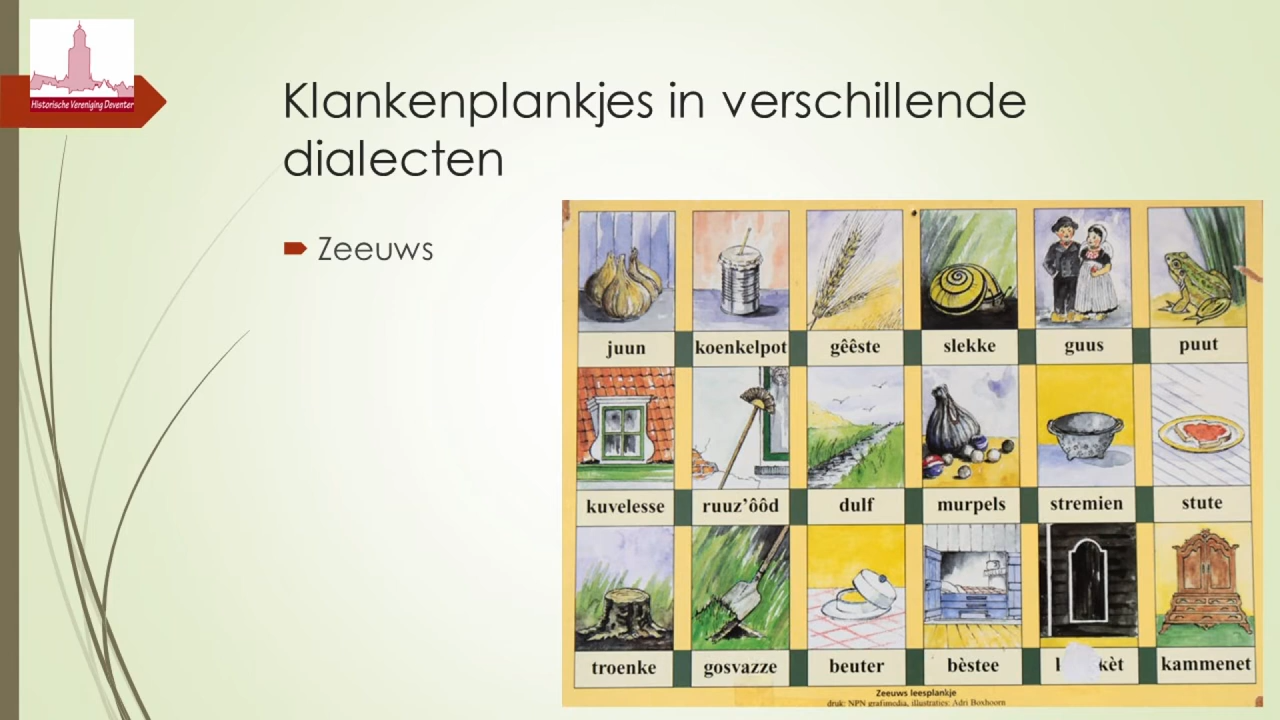 Historische Vereniging Deventer
Klankenplankjes in verschillende
dialecten
Zeeuws
juun koenkelpot gêêste slekke guus puut
kuvelesse ruuz'ôôd dulf murpels stremien stute
troenke gosvazze beuter bèstee kammenet
Zeeuws leesplankje
druk: NPN grafimedia, illustraties: Adri Boxhoorn